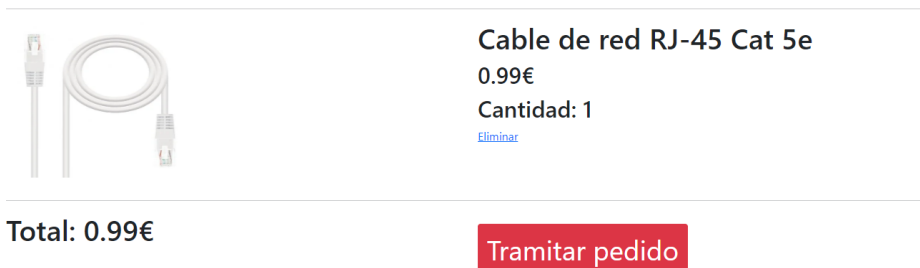 Cable de red RJ-45 Cat 5e
0.99€
Cantidad: 1
Eliminar
Total: 0.99€
Tramitar pedido